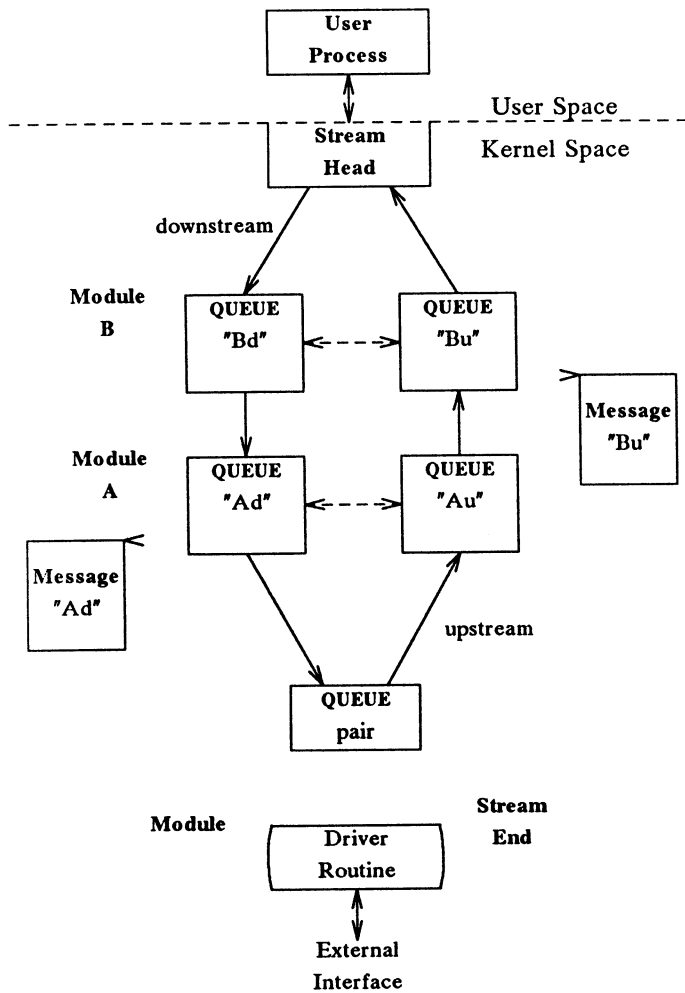 User
Process
User Space
Stream
Head
Kernel Space
downstream
Module
B
QUEUE
"Bd"
QUEUE
"Bu"
Message
"Bu"
Module
A
QUEUE
"Ad"
QUEUE
"Au"
Message
"Ad"
upstream
QUEUE
pair
Module
Stream
End
Driver
Routine
External
Interface